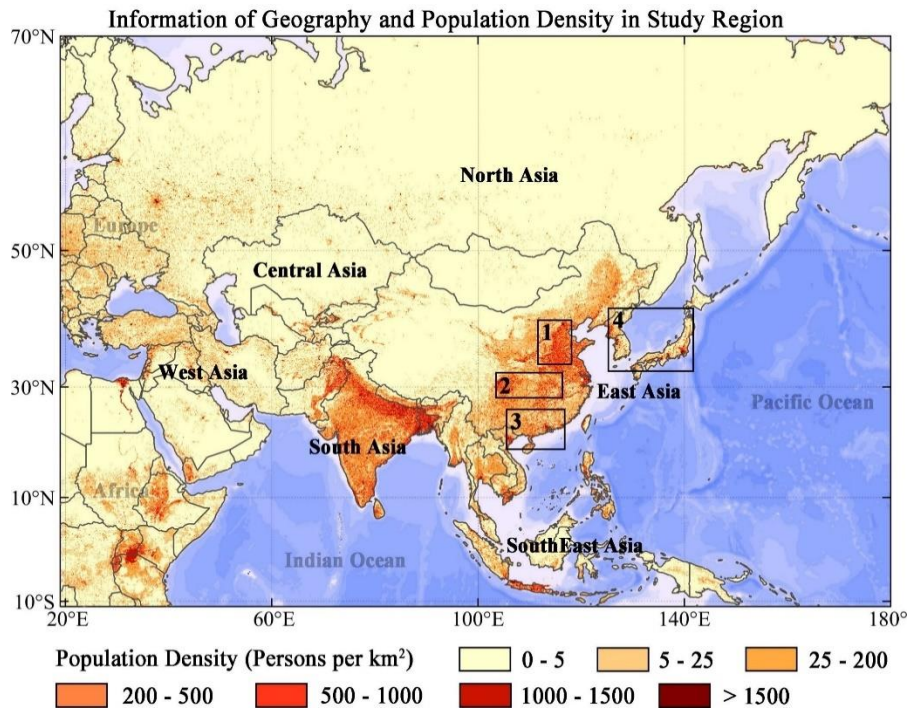 Information of Geography and Population Density in Study Region
70°N
North Asia
Europe
50°N
Central Asia
4
1
West Asia
30°N
2
East Asia
Pacific Ocean
3
South Asia
Africa
10°N
SouthEast Asia
Indian Ocean
10°S
20°E 60°E 100°E 140°E 180°
Population Density (Persons per km²) 0 - 5 5 - 25 25 - 200
200 - 500 500 - 1000 1000 - 1500 > 1500